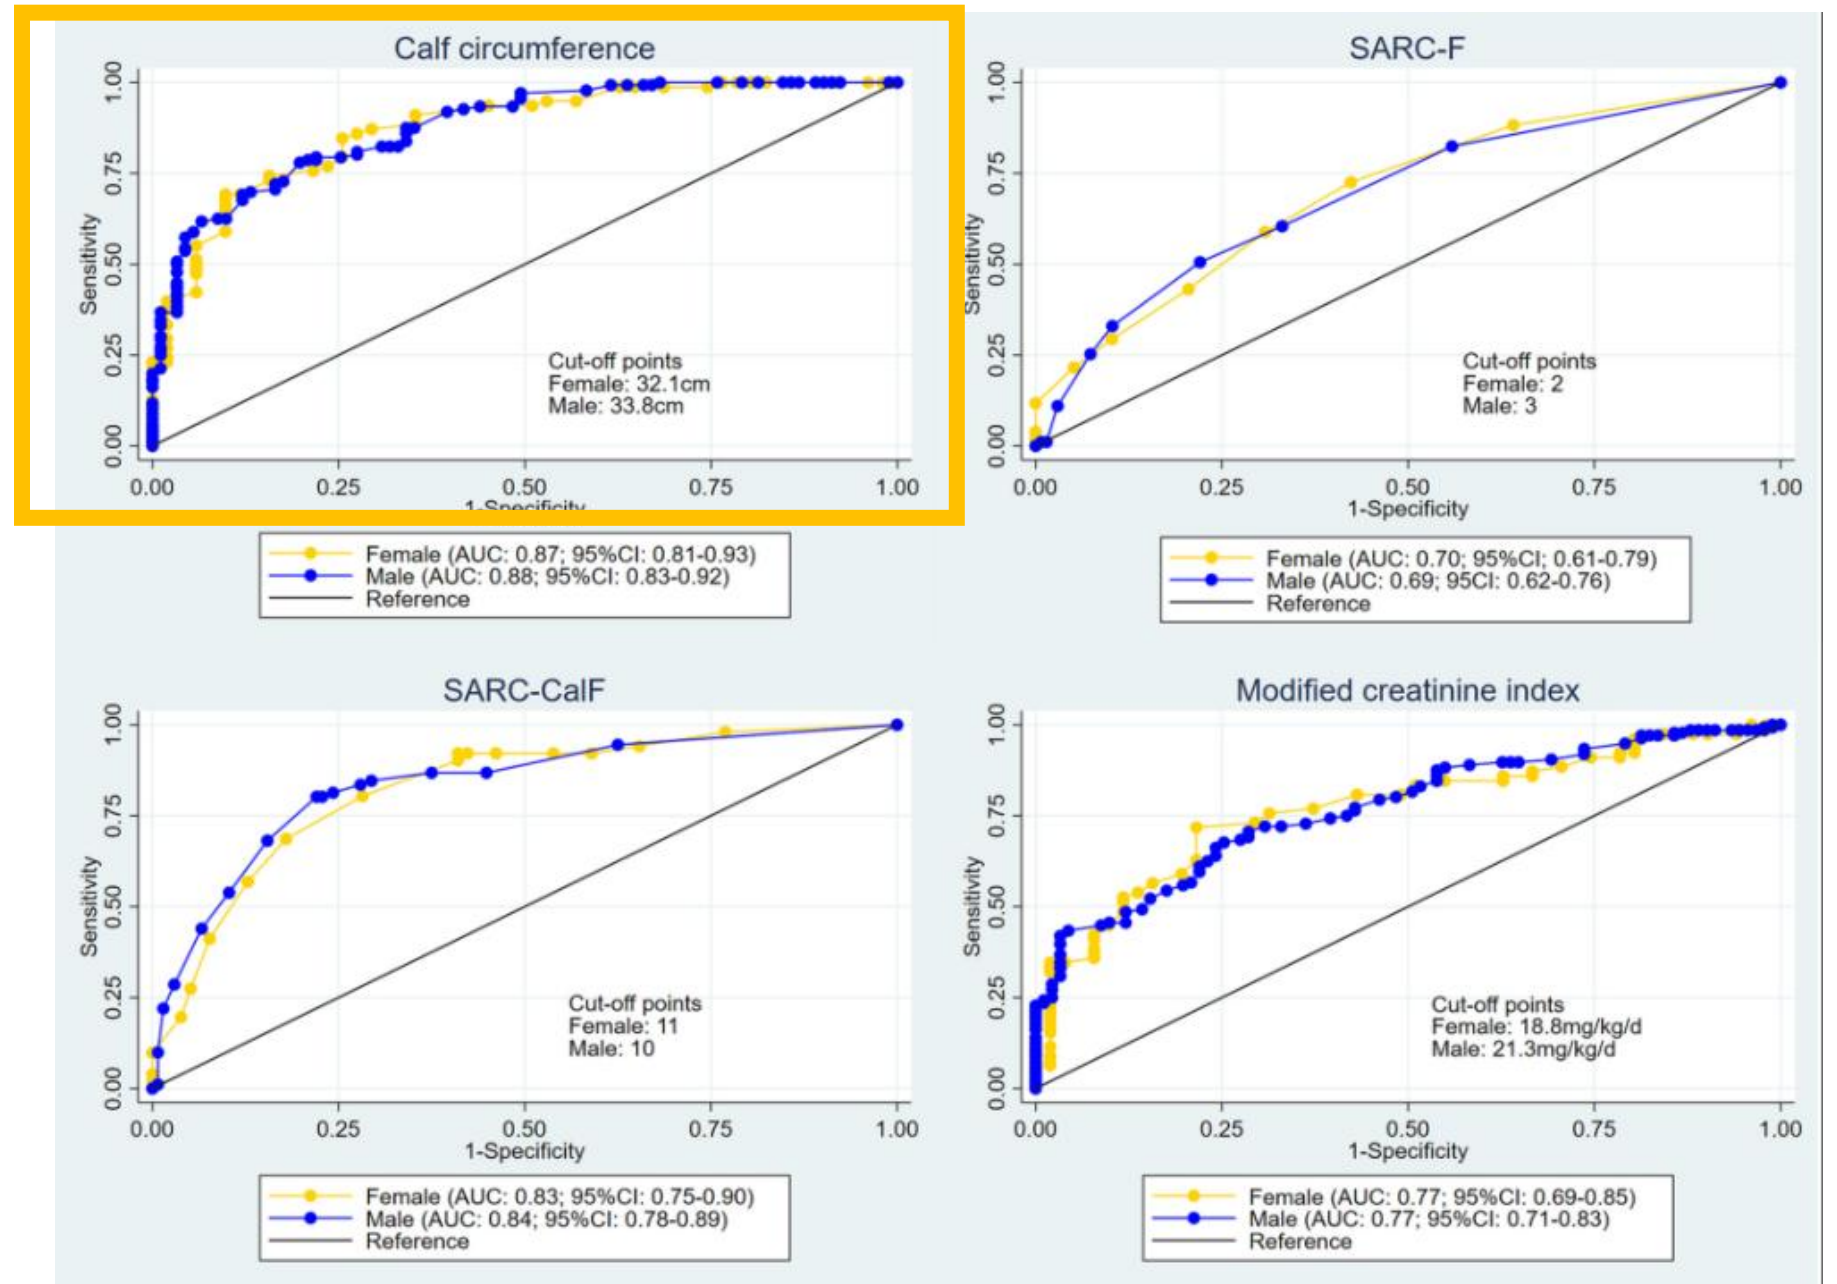 Calf circumference
1.00
0.75
0.50
0.25
0.00
Sensitivity
Cut-off points
Female: 32.1cm
Male: 33.8cm
0.00 0.25 0.50 0.75 1.00
1-Specificity
Female (AUC: 0.87; 95%CI: 0.81-0.93)
Male (AUC: 0.88; 95%CI: 0.83-0.92)
Reference
SARC-F
1.00
0.75
0.50
0.25
0.00
Sensitivity
Cut-off points
Female: 2
Male: 3
0.00 0.25 0.50 0.75 1.00
1-Specificity
Female (AUC: 0.70; 95%CI; 0.61-0.79)
Male (AUC: 0.69; 95CI: 0.62-0.76)
Reference
SARC-CalF
1.00
0.75
0.50
0.25
0.00
Sensitivity
Cut-off points
Female: 11
Male: 10
0.00 0.25 0.50 0.75 1.00
1-Specificity
Female (AUC: 0.83; 95%CI: 0.75-0.90)
Male (AUC: 0.84; 95%CI: 0.78-0.89)
Reference
Modified creatinine index
1.00
0.75
0.50
0.25
0.00
Sensitivity
Cut-off points
Female: 18.8mg/kg/d
Male: 21.3mg/kg/d
0.00 0.25 0.50 0.75 1.00
1-Specificity
Female (AUC: 0.77; 95%CI: 0.69-0.85)
Male (AUC: 0.77; 95%CI: 0.71-0.83)
Reference